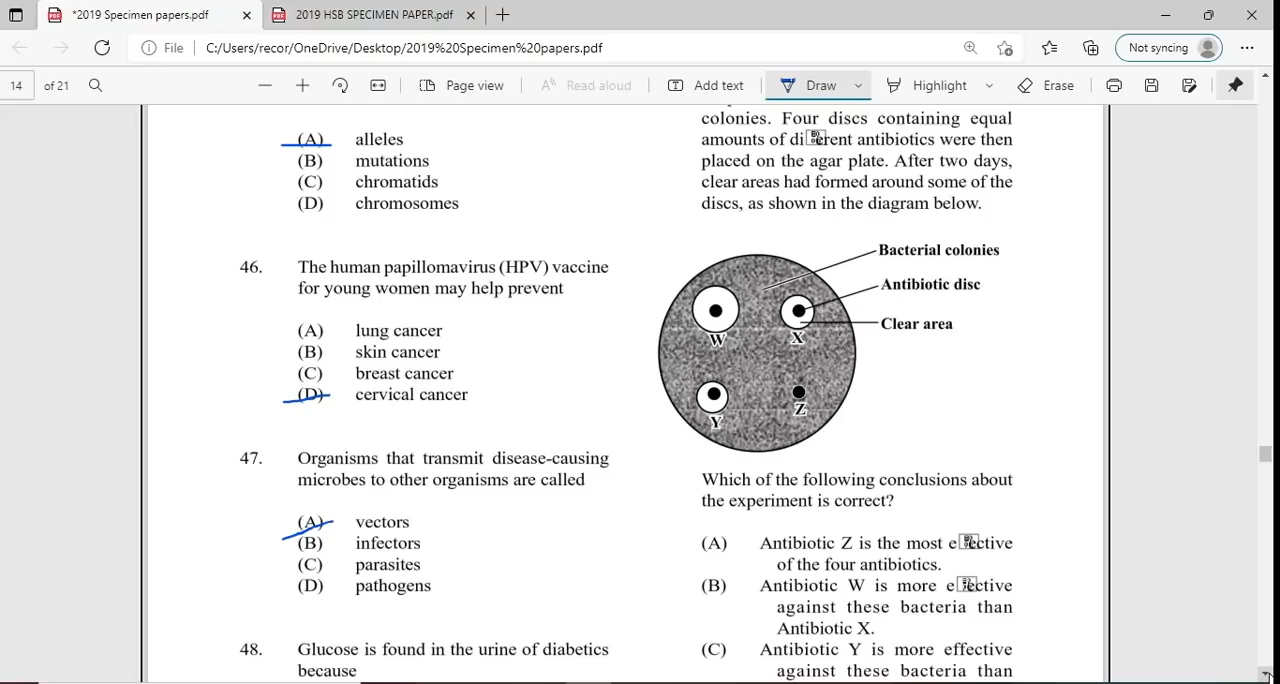 *2019 Specimen papers.pdf
2019 HSB SPECIMEN PAPER.pdf
File
C:/Users/recor/OneDrive/Desktop/2019%20Specimen%20papers.pdf
Not syncing
14 of 21
Page view
Read aloud
Add text
Draw
Highlight
Erase
(A) alleles
(B) mutations
(C) chromatids
(D) chromosomes
46. The human papillomavirus (HPV) vaccine
for young women may help prevent
(A) lung cancer
(B) skin cancer
(C) breast cancer
(D) cervical cancer
47. Organisms that transmit disease-causing
microbes to other organisms are called
(A) vectors
(B) infectors
(C) parasites
(D) pathogens
48. Glucose is found in the urine of diabetics
because
colonies. Four discs containing equal
amounts of di erent antibiotics were then
placed on the agar plate. After two days,
clear areas had formed around some of the
discs, as shown in the diagram below.
Bacterial colonies
Antibiotic disc
Clear area
W
X
Y
Z
Which of the following conclusions about
the experiment is correct?
(A) Antibiotic Z is the most e ective
of the four antibiotics.
(B) Antibiotic W is more e ective
against these bacteria than
Antibiotic X.
(C) Antibiotic Y is more effective
against these bacteria than